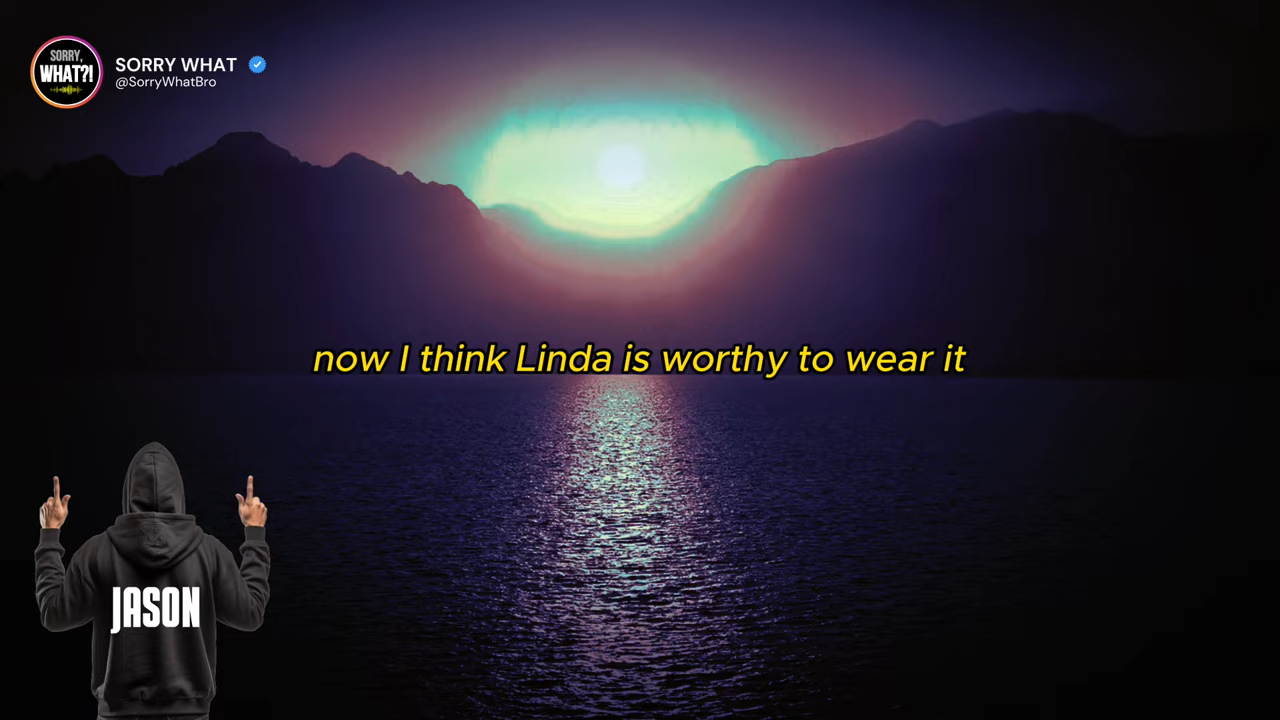 SORRY,
WHAT?!
SORRY WHAT
@SorryWhatBro
now I think Linda is worthy to wear it
JASON